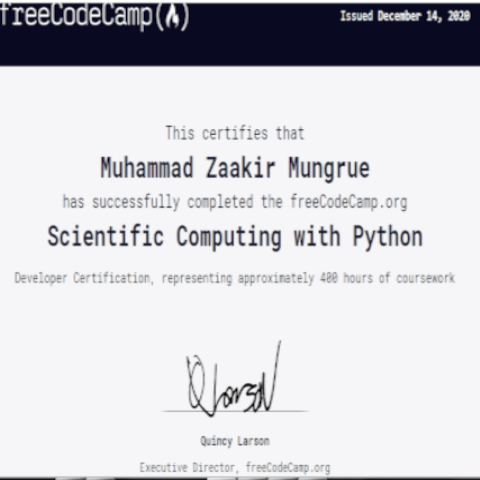 freeCodeCamp(🔥)
Issued December 14, 2020
This certifies that
Muhammad Zaakir Mungrue
has successfully completed the freeCodeCamp.org
Scientific Computing with Python
Developer Certification, representing approximately 400 hours of coursework
QLarson
Quincy Larson
Executive Director, freeCodeCamp.org